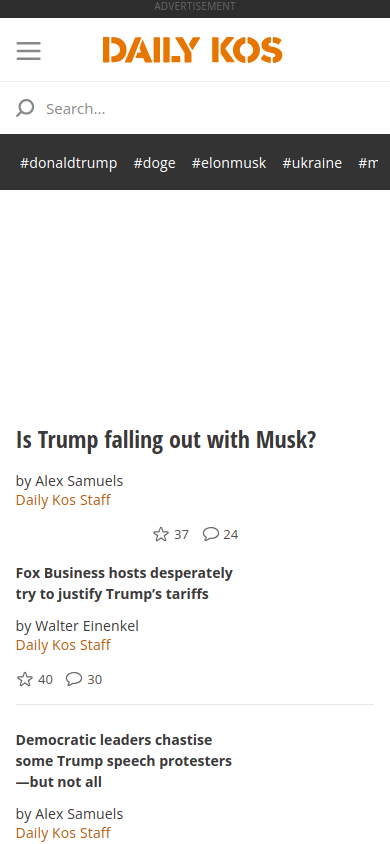 ADVERTISEMENT
DAILY KOS
Search...
#donaldtrump #doge #elonmusk #ukraine #m
Is Trump falling out with Musk?
by Alex Samuels
Daily Kos Staff
37 24
Fox Business hosts desperately
try to justify Trump’s tariffs
by Walter Einenkel
Daily Kos Staff
40 30
Democratic leaders chastise
some Trump speech protesters
—but not all
by Alex Samuels
Daily Kos Staff